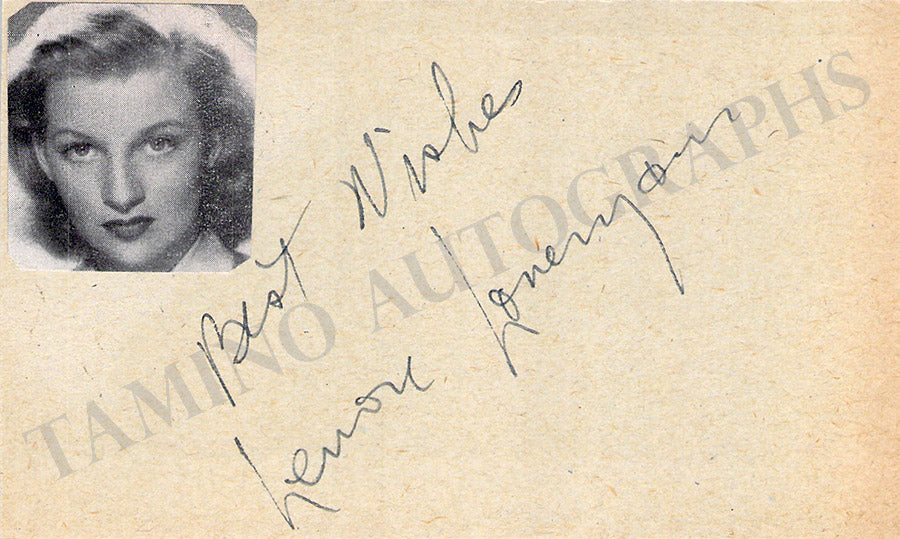 Best Wishes
Lenore Lonergan
TAMINO AUTOGRAPHS